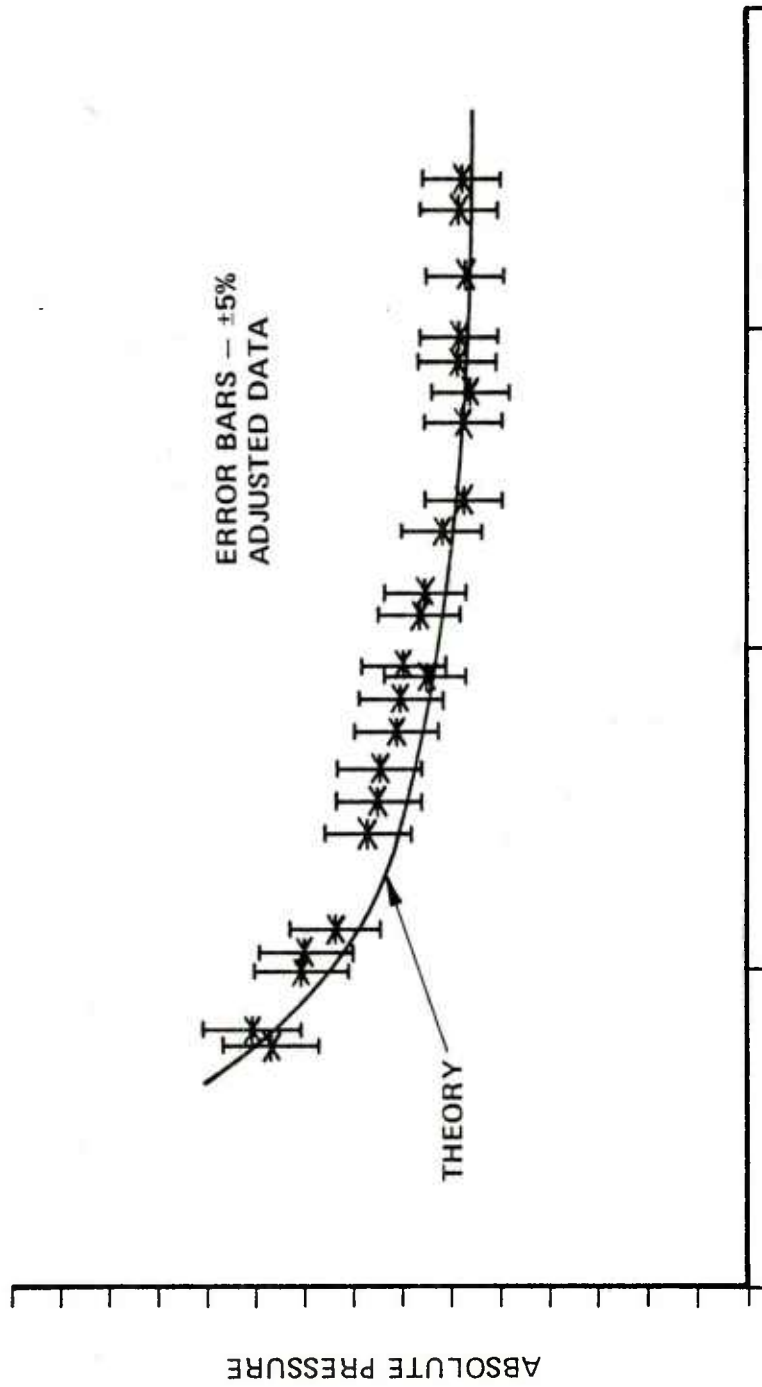 ERROR BARS — ±5%
ADJUSTED DATA
THEORY
ABSOLUTE PRESSURE